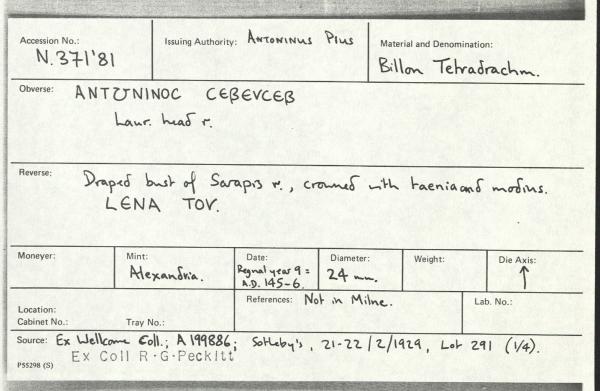 Accession No.: N.371'81
Issuing Authority: ANTONINUS PIUS
Material and Denomination: Billon Tetradrachm.
Obverse: ANTƱNINOC CЄβЄVCЄβ
Laur. head r.
Reverse: Draped bust of Sarapis r., crowned with taenia and modius.
LENA TOV.
Moneyer:
Mint: Alexandria.
Date: Regnal year 9 = A.D. 145-6.
Diameter: 24 mm.
Weight:
Die Axis: ↑
Location:
Cabinet No.: Tray No.:
References: Not in Milne.
Lab. No.:
Source: Ex Wellcome Coll.; A199886; Sotheby's, 21-22/2/1929, Lot 291 (1/4).
Ex Coll R·G·Peckitt
P55298 (S)